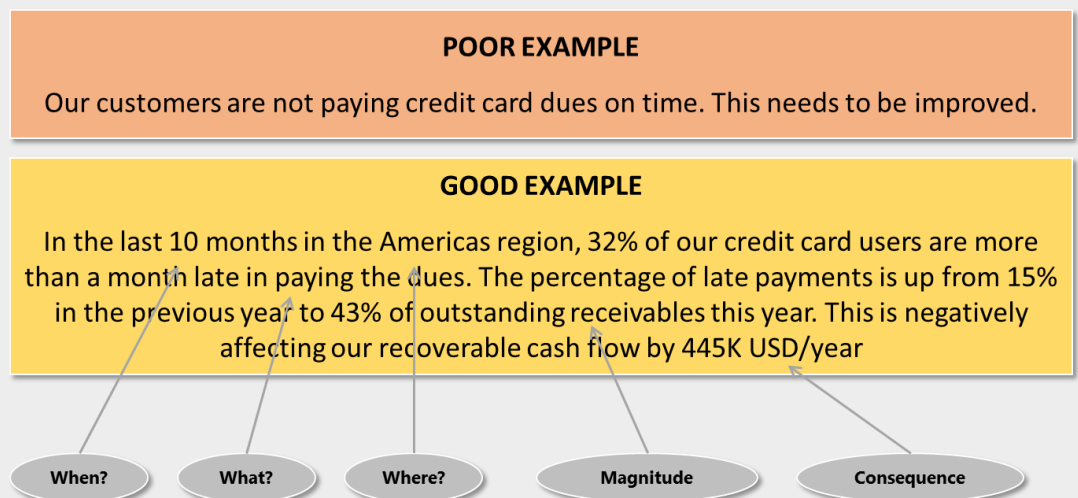 POOR EXAMPLE
Our customers are not paying credit card dues on time. This needs to be improved.
GOOD EXAMPLE
In the last 10 months in the Americas region, 32% of our credit card users are more
than a month late in paying the dues. The percentage of late payments is up from 15%
in the previous year to 43% of outstanding receivables this year. This is negatively
affecting our recoverable cash flow by 445K USD/year
When?
What?
Where?
Magnitude
Consequence